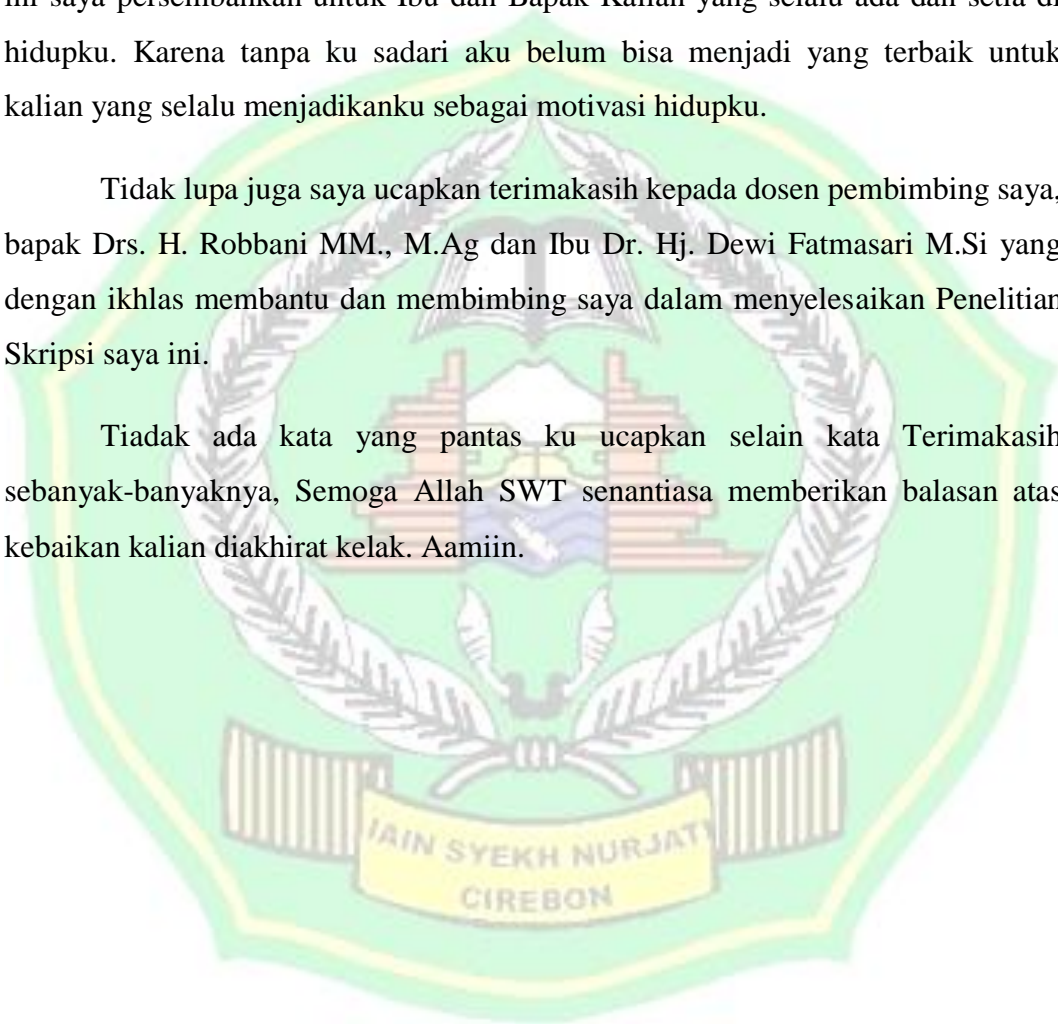 ini saya persembahkan untuk Ibu dan Bapak Kalian yang selalu ada dan setia di
hidupku. Karena tanpa ku sadari aku belum bisa menjadi yang terbaik untuk
kalian yang selalu menjadikanku sebagai motivasi hidupku.
Tidak lupa juga saya ucapkan terimakasih kepada dosen pembimbing saya,
bapak Drs. H. Robbani MM., M.Ag dan Ibu Dr. Hj. Dewi Fatmasari M.Si yang
dengan ikhlas membantu dan membimbing saya dalam menyelesaikan Penelitian
Skripsi saya ini.
Tiadak ada kata yang pantas ku ucapkan selain kata Terimakasih
sebanyak-banyaknya, Semoga Allah SWT senantiasa memberikan balasan atas
kebaikan kalian diakhirat kelak. Aamiin.
IAIN SYEKH NURJATI
CIREBON